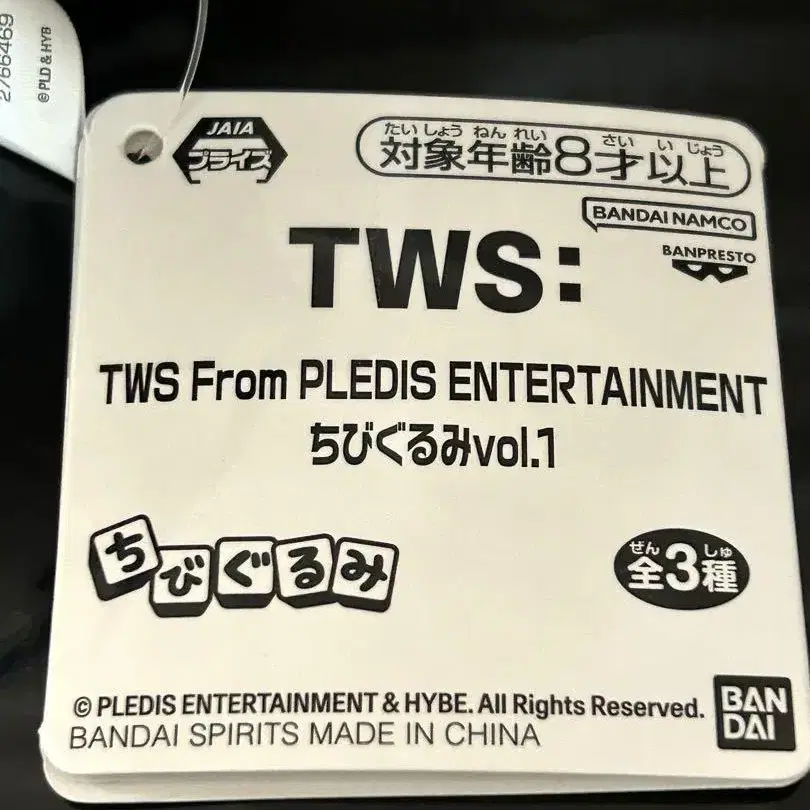 2766469
© PLD & HYB
JAIA
プライズ
たいしょうねんれい さい いじょう
対象年齢8才以上
BANDAI NAMCO
BANPRESTO
TWS:
TWS From PLEDIS ENTERTAINMENT
ちびぐるみvol.1
ちびぐるみ
ぜん しゅ
全3種
© PLEDIS ENTERTAINMENT & HYBE. All Rights Reserved.
BANDAI SPIRITS MADE IN CHINA
BAN
DAI